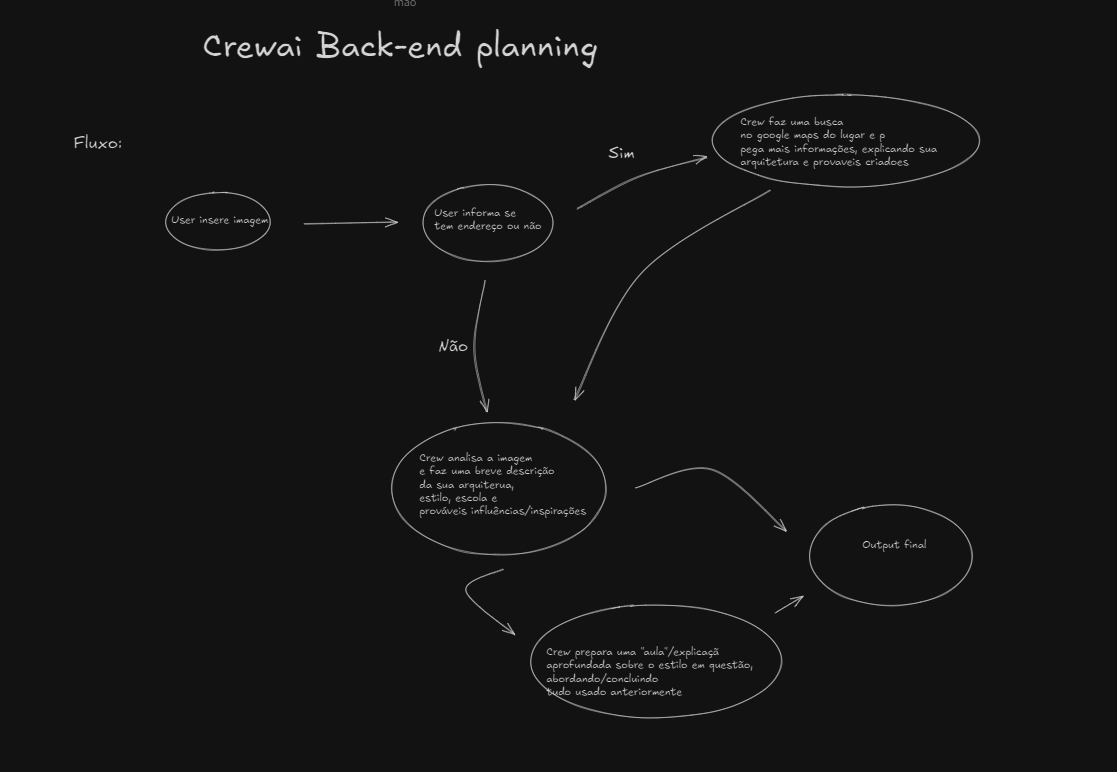 mão
Crewai Back-end planning
Fluxo:
Crew faz uma busca
no google maps do lugar e p
pega mais informações, explicando sua
arquitetura e provaveis criadoes
Sim
User insere imagem
User informa se
tem endereço ou não
Não
Crew analisa a imagem
e faz uma breve descrição
da sua arquiterua,
estilo, escola e
prováveis influências/inspirações
Output final
Crew prepara uma "aula"/explicaçã
aprofundada sobre o estilo em questão,
abordando/concluindo
tudo usado anteriormente